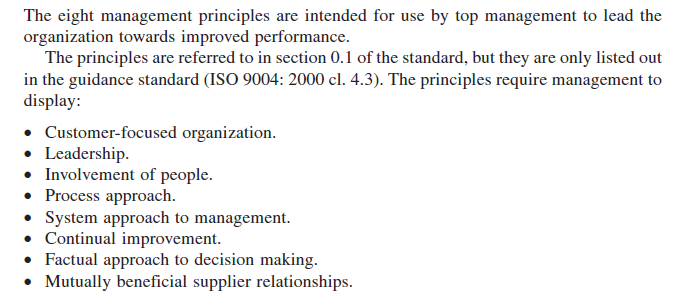 The eight management principles are intended for use by top management to lead the
organization towards improved performance.
The principles are referred to in section 0.1 of the standard, but they are only listed out
in the guidance standard (ISO 9004: 2000 cl. 4.3). The principles require management to
display:
• Customer-focused organization.
• Leadership.
• Involvement of people.
• Process approach.
• System approach to management.
• Continual improvement.
• Factual approach to decision making.
• Mutually beneficial supplier relationships.